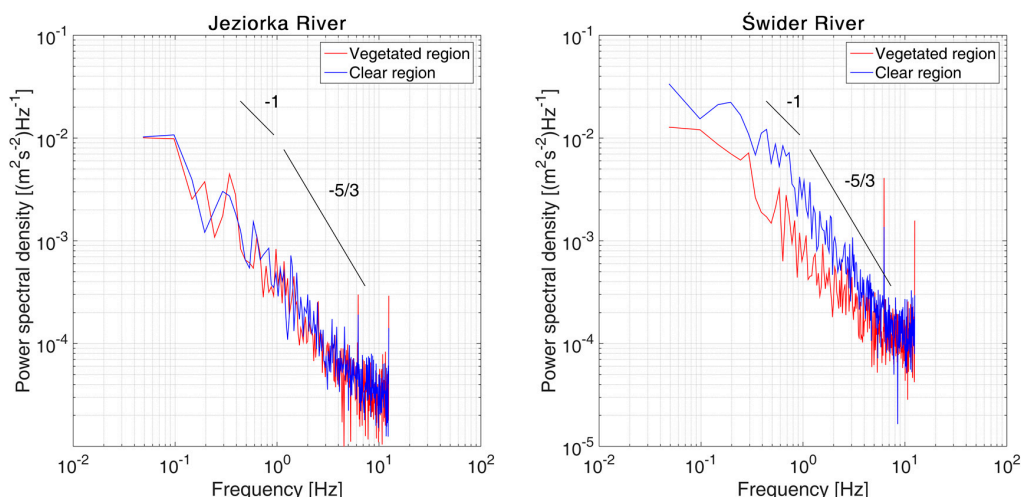 Jeziorka River
10^-1
10^-2
10^-3
10^-4
Power spectral density [(m^2s^-2)Hz^-1]
Vegetated region
Clear region
-1
-5/3
10^-2
10^-1
10^0
10^1
10^2
Frequency [Hz]
Świder River
10^-1
10^-2
10^-3
10^-4
10^-5
Power spectral density [(m^2s^-2)Hz^-1]
Vegetated region
Clear region
-1
-5/3
10^-2
10^-1
10^0
10^1
10^2
Frequency [Hz]